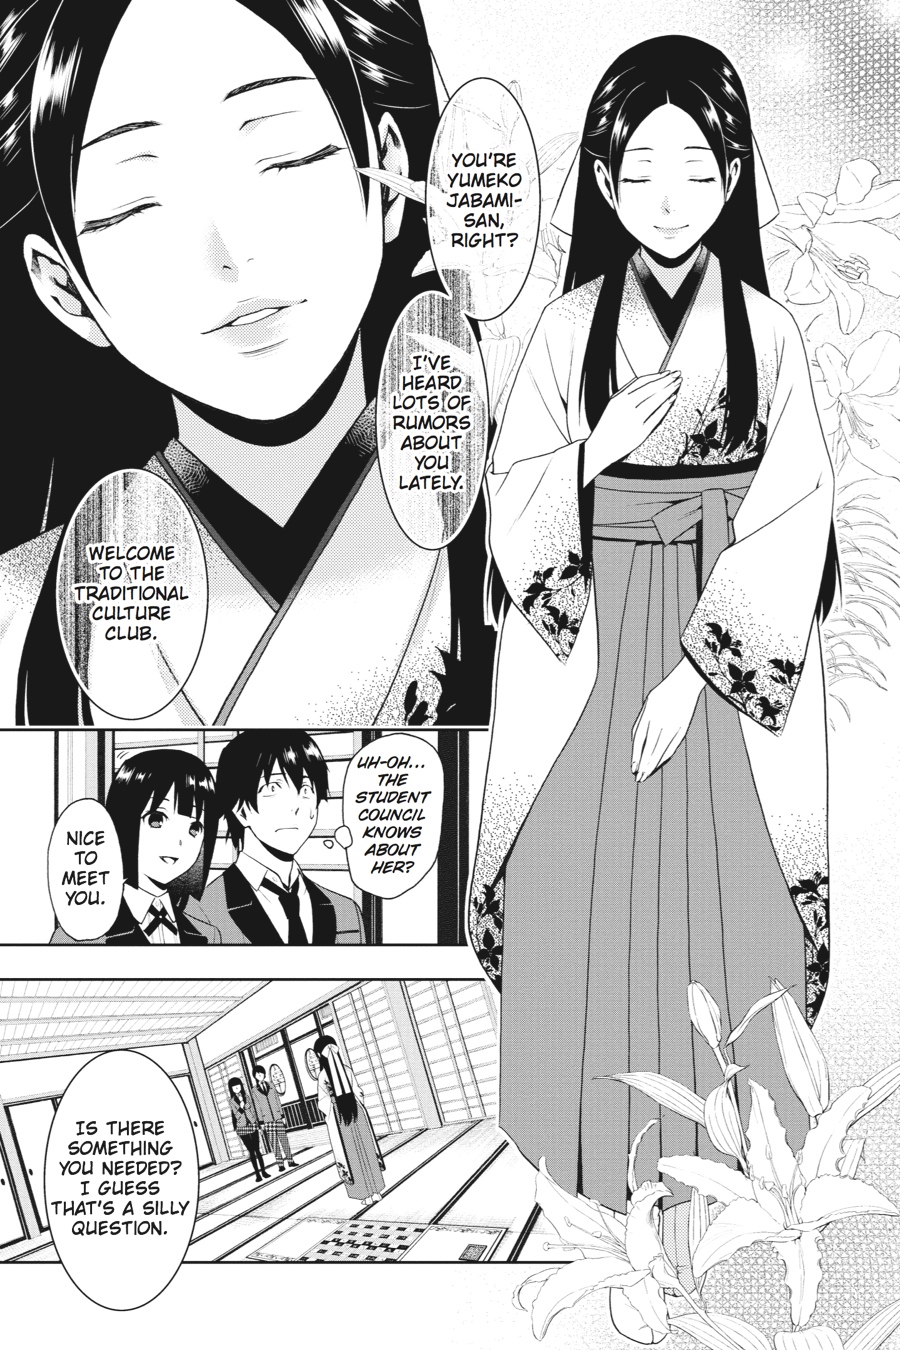 YOU'RE
YUMEKO
JABAMI-
SAN,
RIGHT?
I'VE
HEARD
LOTS OF
RUMORS
ABOUT
YOU
LATELY.
WELCOME
TO THE
TRADITIONAL
CULTURE
CLUB.
UH-OH...
THE
STUDENT
COUNCIL
KNOWS
ABOUT
HER?
NICE
TO
MEET
YOU.
IS THERE
SOMETHING
YOU NEEDED?
I GUESS
THAT'S A SILLY
QUESTION.